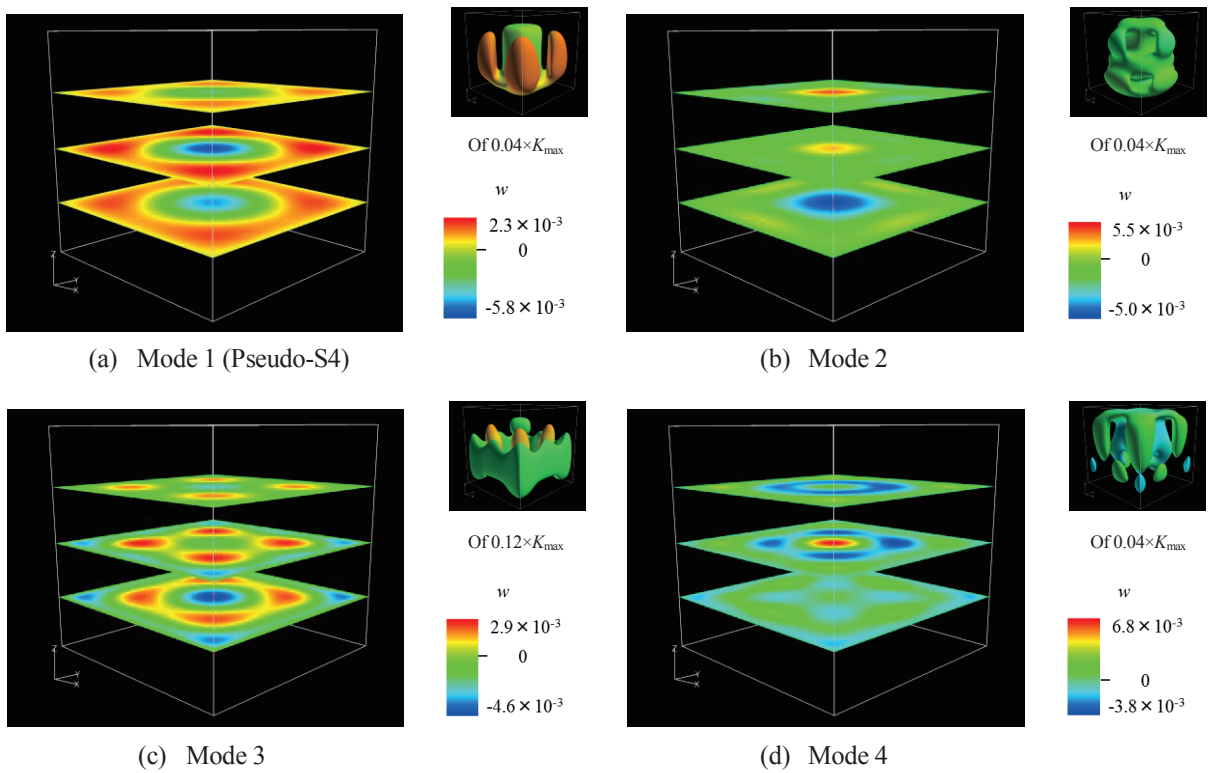 Of 0.04×Kmax
w
2.3 × 10-3
0
-5.8 × 10-3
Z
Y
X
(a) Mode 1 (Pseudo-S4)
Of 0.04×Kmax
w
5.5 × 10-3
0
-5.0 × 10-3
Z
Y
X
(b) Mode 2
Of 0.12×Kmax
w
2.9 × 10-3
0
-4.6 × 10-3
Z
Y
X
(c) Mode 3
Of 0.04×Kmax
w
6.8 × 10-3
0
-3.8 × 10-3
Z
Y
X
(d) Mode 4